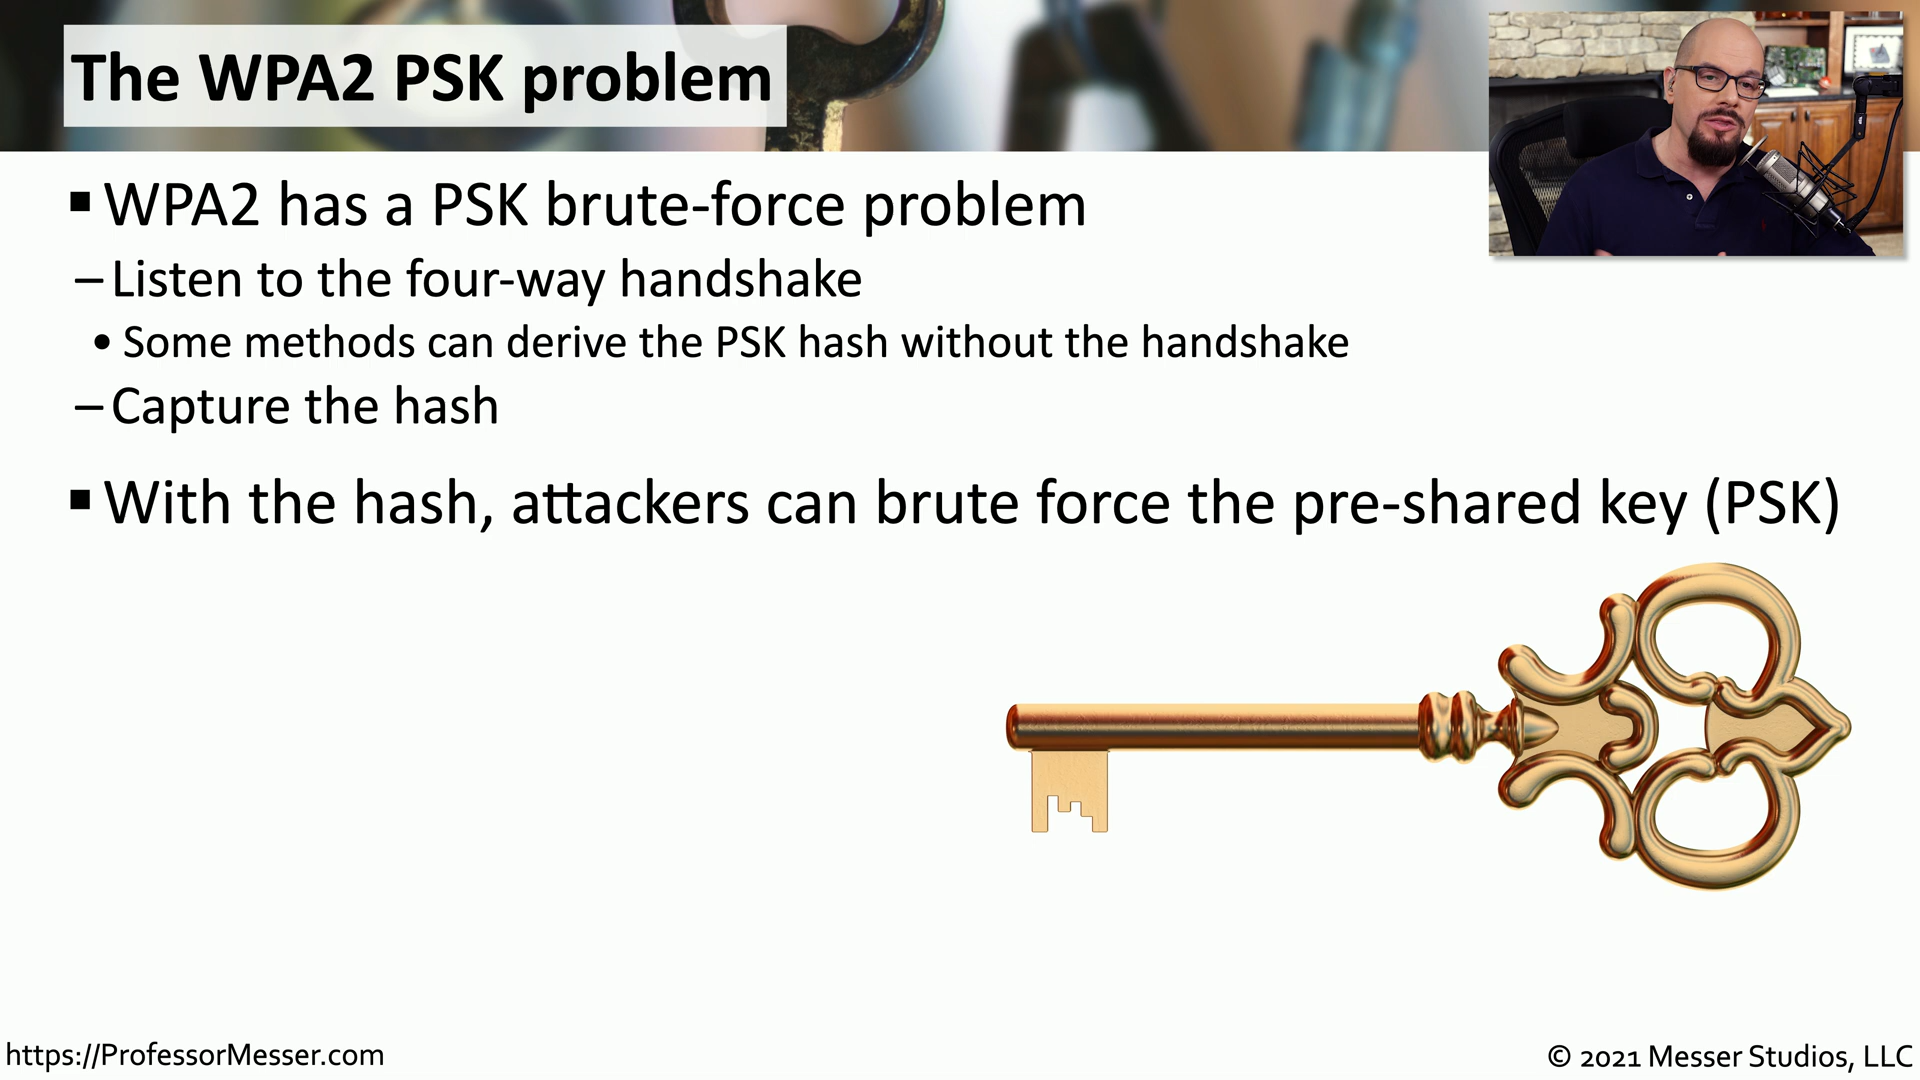 The WPA2 PSK problem
▪ WPA2 has a PSK brute-force problem
– Listen to the four-way handshake
• Some methods can derive the PSK hash without the handshake
– Capture the hash
▪ With the hash, attackers can brute force the pre-shared key (PSK)
https://ProfessorMesser.com
© 2021 Messer Studios, LLC